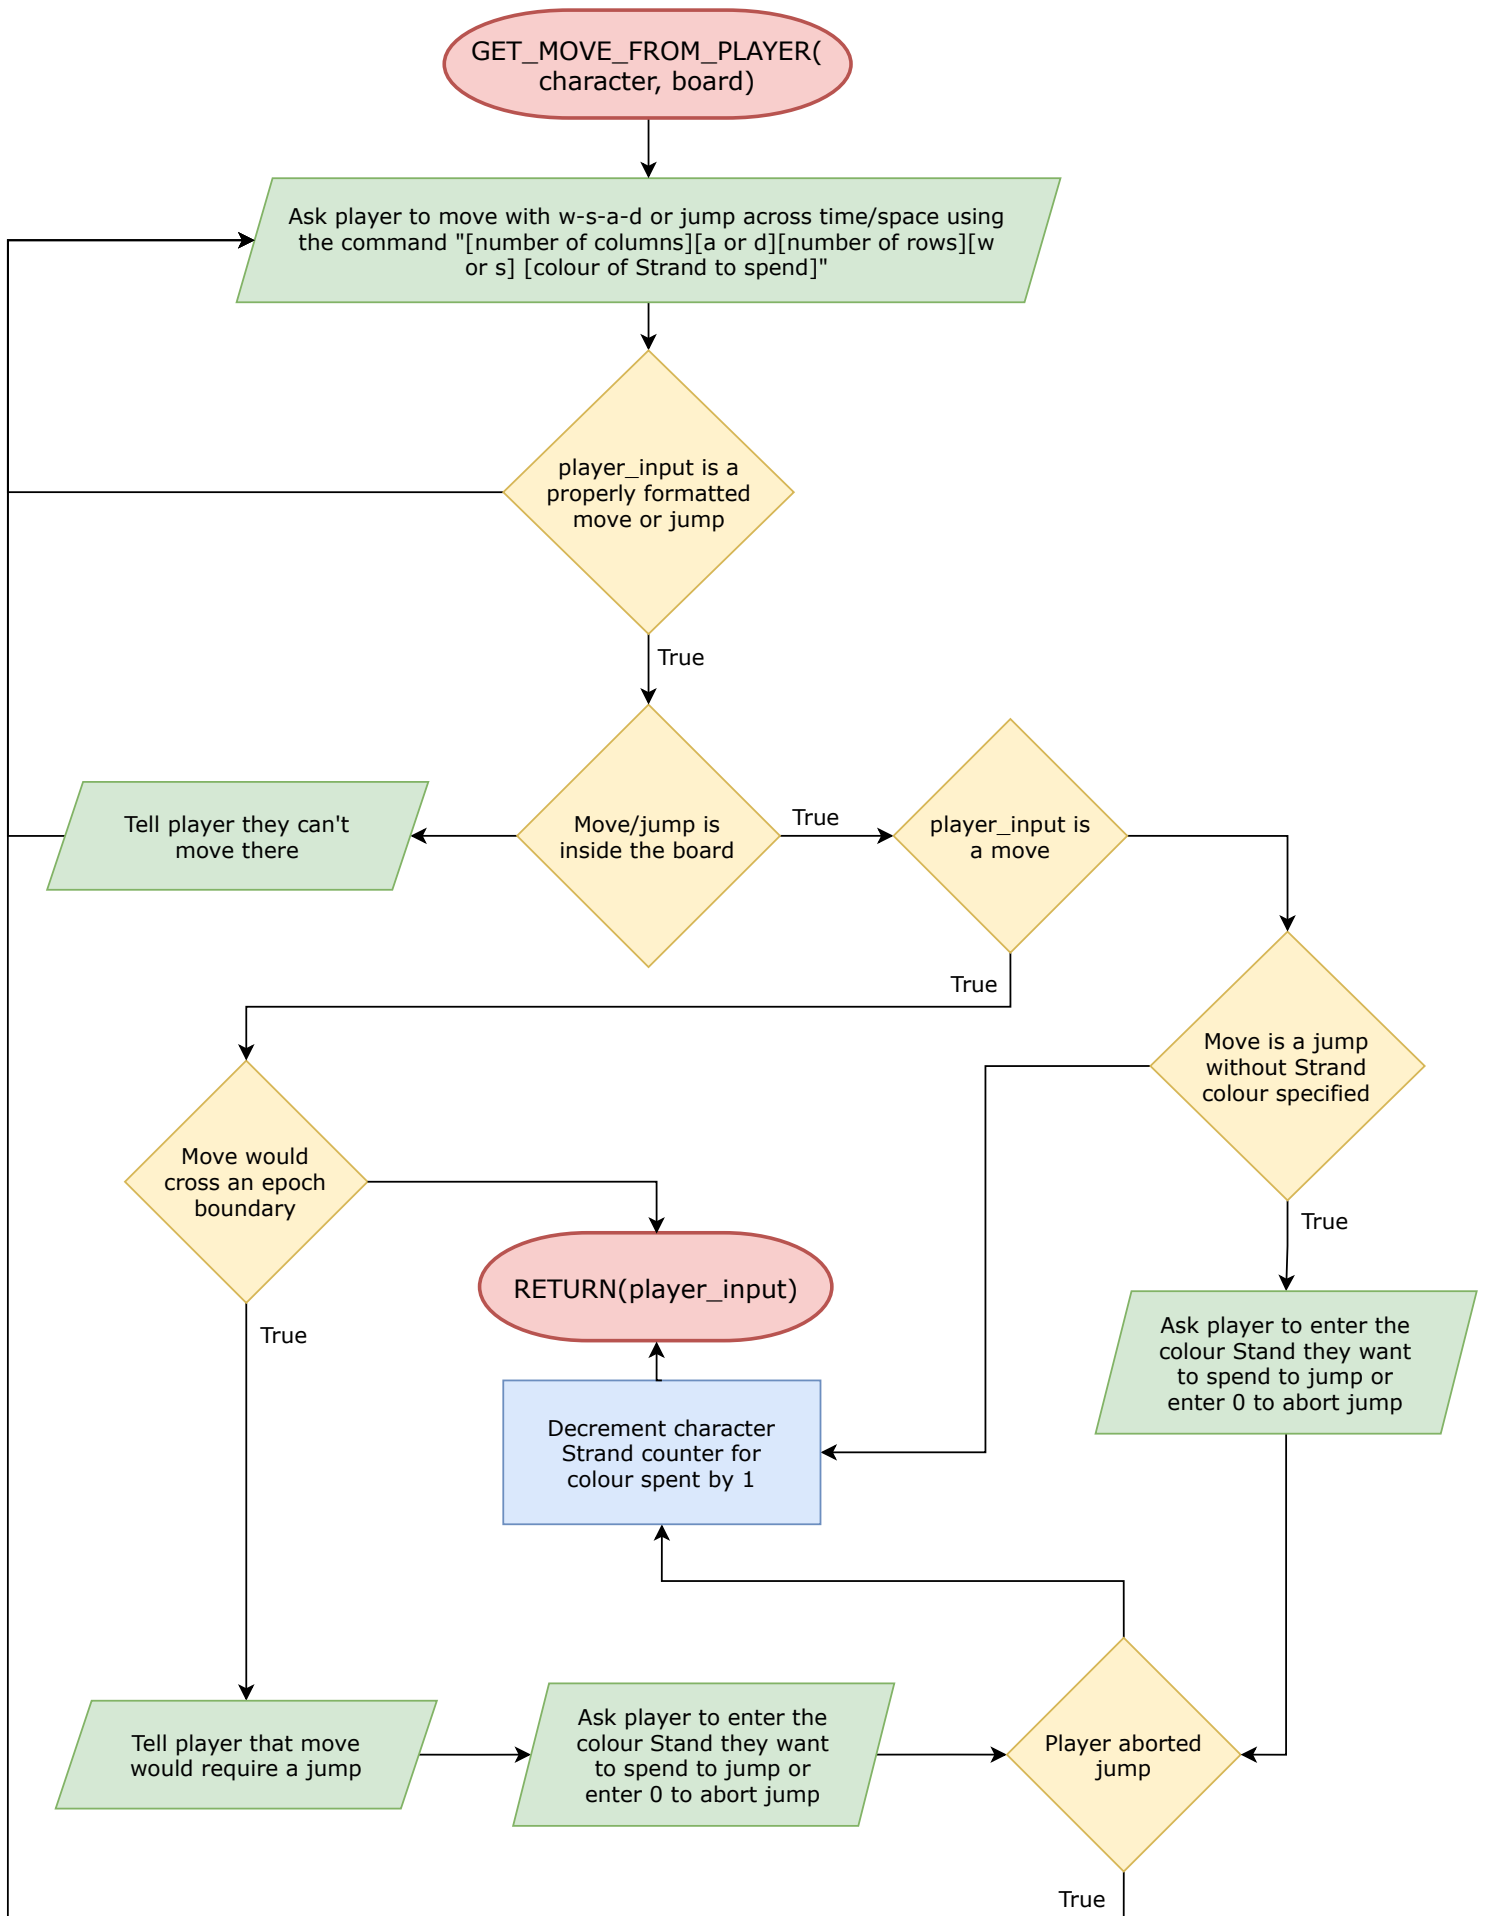 GET_MOVE_FROM_PLAYER(
character, board)
Ask player to move with w-s-a-d or jump across time/space using
the command "[number of columns][a or d][number of rows][w
or s] [colour of Strand to spend]"
player_input is a
properly formatted
move or jump
True
Tell player they can't
move there
Move/jump is
inside the board
True
player_input is
a move
True
Move is a jump
without Strand
colour specified
True
Move would
cross an epoch
boundary
True
RETURN(player_input)
Ask player to enter the
colour Stand they want
to spend to jump or
enter 0 to abort jump
Decrement character
Strand counter for
colour spent by 1
Tell player that move
would require a jump
Ask player to enter the
colour Stand they want
to spend to jump or
enter 0 to abort jump
Player aborted
jump
True